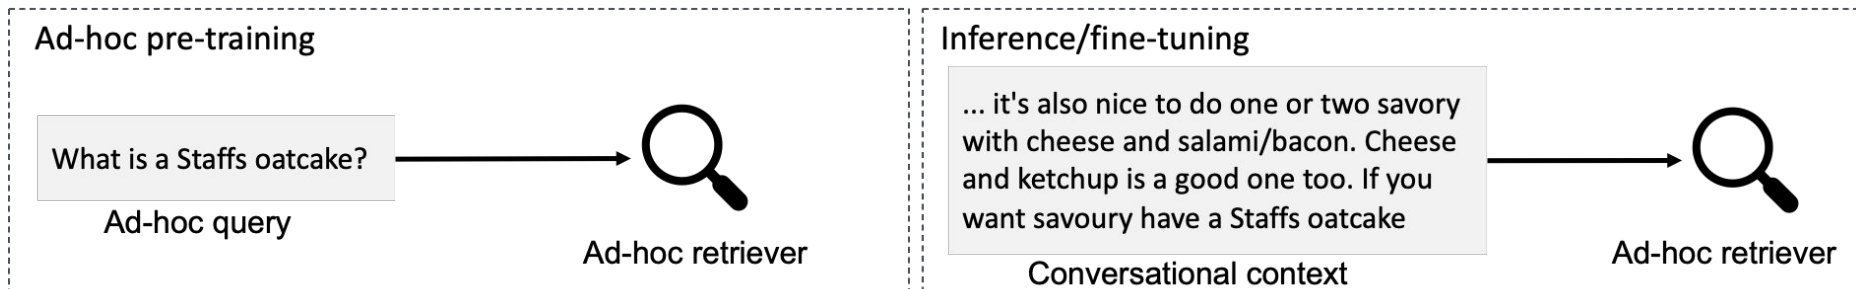 Ad-hoc pre-training
What is a Staffs oatcake?
Ad-hoc query
Ad-hoc retriever
Inference/fine-tuning
... it's also nice to do one or two savory
with cheese and salami/bacon. Cheese
and ketchup is a good one too. If you
want savoury have a Staffs oatcake
Conversational context
Ad-hoc retriever